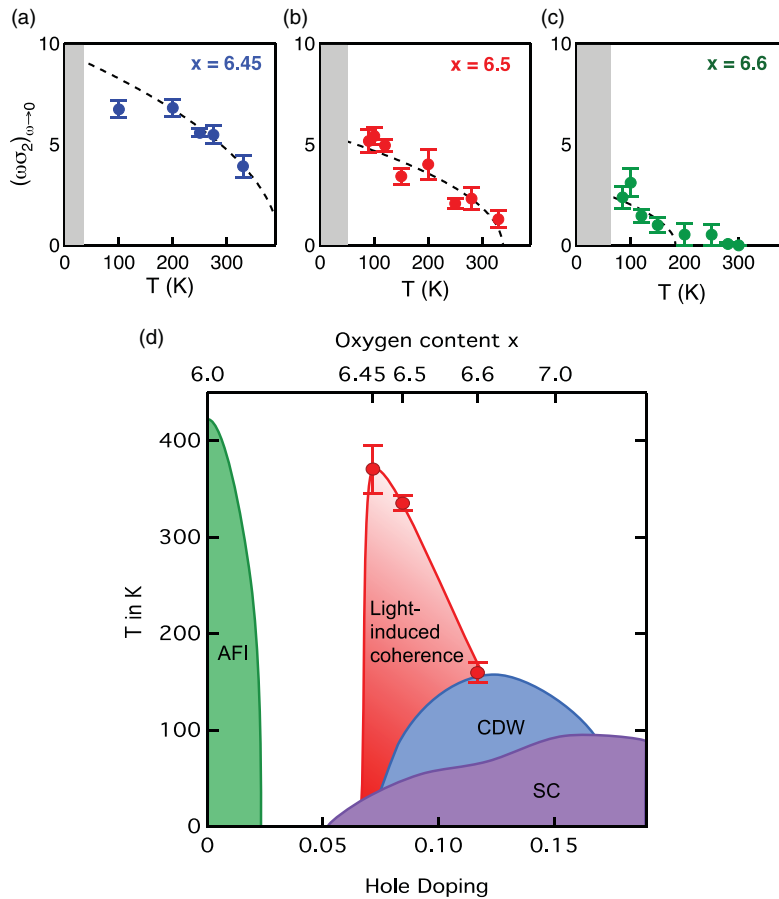 (a)
(b)
(c)
x = 6.45
x = 6.5
x = 6.6
(ωσ₂)ω→0
10
5
0
0 100 200 300
T (K)
10
5
0
0 100 200 300
T (K)
10
5
0
0 100 200 300
T (K)
(d)
Oxygen content x
6.0 6.45 6.5 6.6 7.0
T in K
400
300
200
100
0
AFI
Light-
induced
coherence
CDW
SC
0 0.05 0.10 0.15
Hole Doping